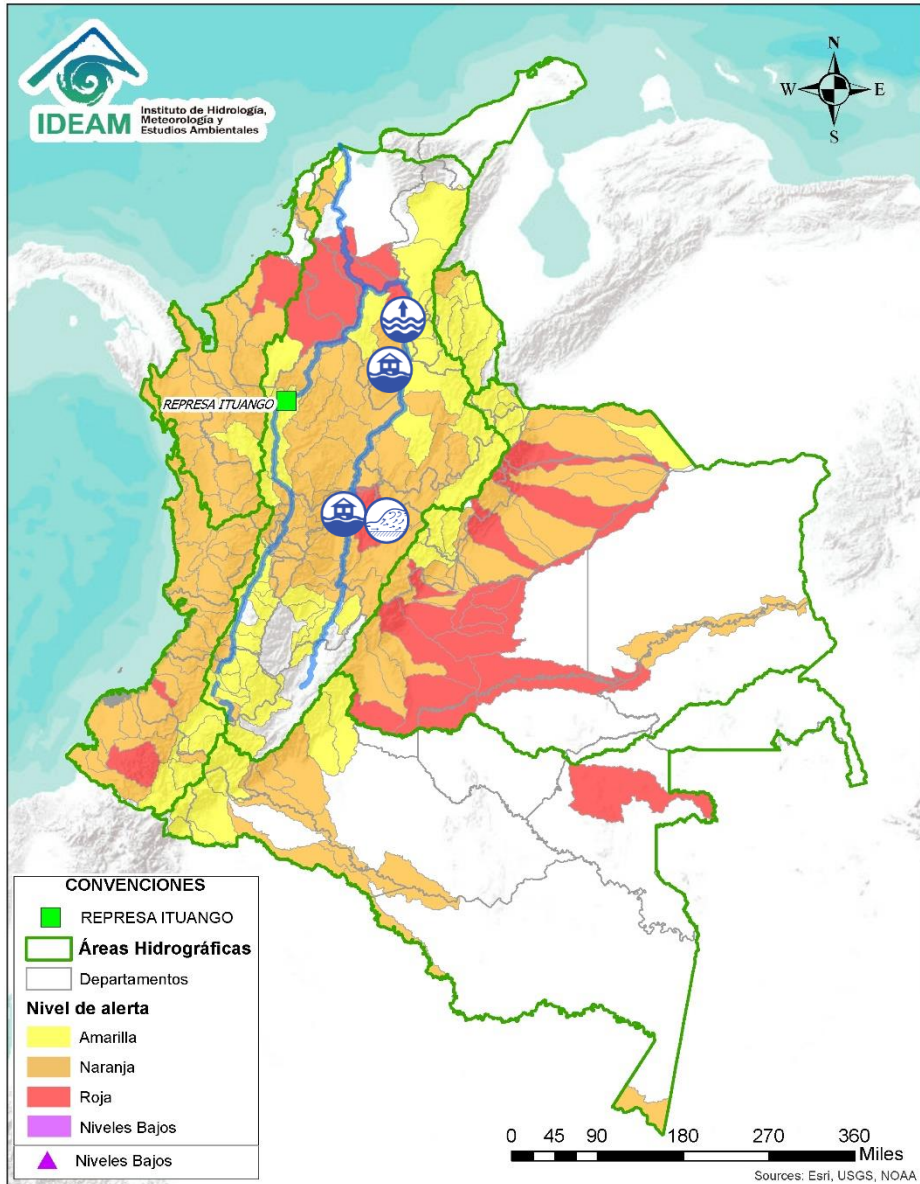 IDEAM
Instituto de Hidrología,
Meteorología y
Estudios Ambientales
N
W
E
S
REPRESA ITUANGO
CONVENCIONES
REPRESA ITUANGO
Áreas Hidrográficas
Departamentos
Nivel de alerta
Amarilla
Naranja
Roja
Niveles Bajos
Niveles Bajos
0 45 90 180 270 360
Miles
Sources: Esri, USGS, NOAA